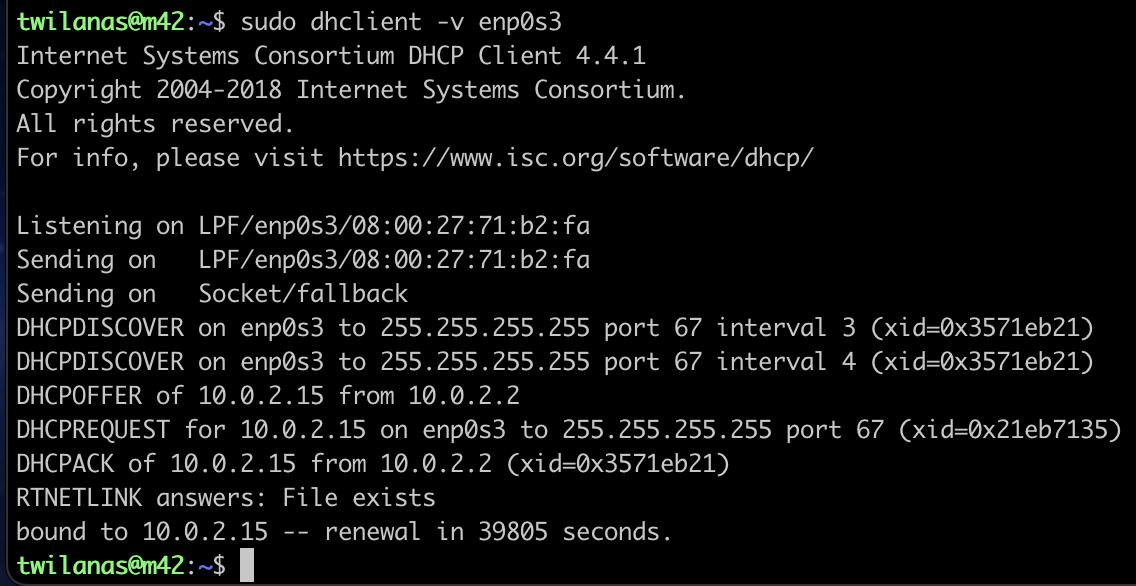 twilanas@m42:~$ sudo dhclient -v enp0s3
Internet Systems Consortium DHCP Client 4.4.1
Copyright 2004-2018 Internet Systems Consortium.
All rights reserved.
For info, please visit https://www.isc.org/software/dhcp/

Listening on LPF/enp0s3/08:00:27:71:b2:fa
Sending on   LPF/enp0s3/08:00:27:71:b2:fa
Sending on   Socket/fallback
DHCPDISCOVER on enp0s3 to 255.255.255.255 port 67 interval 3 (xid=0x3571eb21)
DHCPDISCOVER on enp0s3 to 255.255.255.255 port 67 interval 4 (xid=0x3571eb21)
DHCPOFFER of 10.0.2.15 from 10.0.2.2
DHCPREQUEST for 10.0.2.15 on enp0s3 to 255.255.255.255 port 67 (xid=0x21eb7135)
DHCPACK of 10.0.2.15 from 10.0.2.2 (xid=0x3571eb21)
RTNETLINK answers: File exists
bound to 10.0.2.15 -- renewal in 39805 seconds.
twilanas@m42:~$